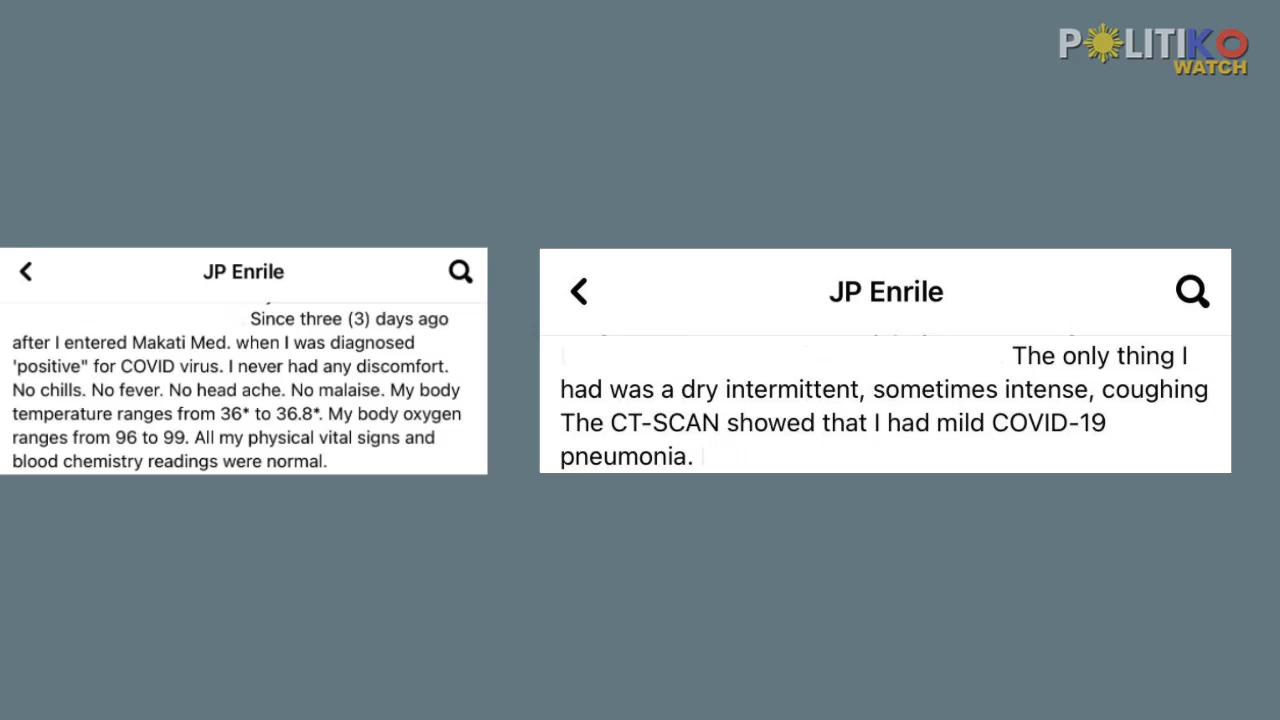 POLITIKO
WATCH
JP Enrile
Since three (3) days ago
after I entered Makati Med. when I was diagnosed
'positive" for COVID virus. I never had any discomfort.
No chills. No fever. No head ache. No malaise. My body
temperature ranges from 36* to 36.8*. My body oxygen
ranges from 96 to 99. All my physical vital signs and
blood chemistry readings were normal.
JP Enrile
The only thing I
had was a dry intermittent, sometimes intense, coughing
The CT-SCAN showed that I had mild COVID-19
pneumonia.